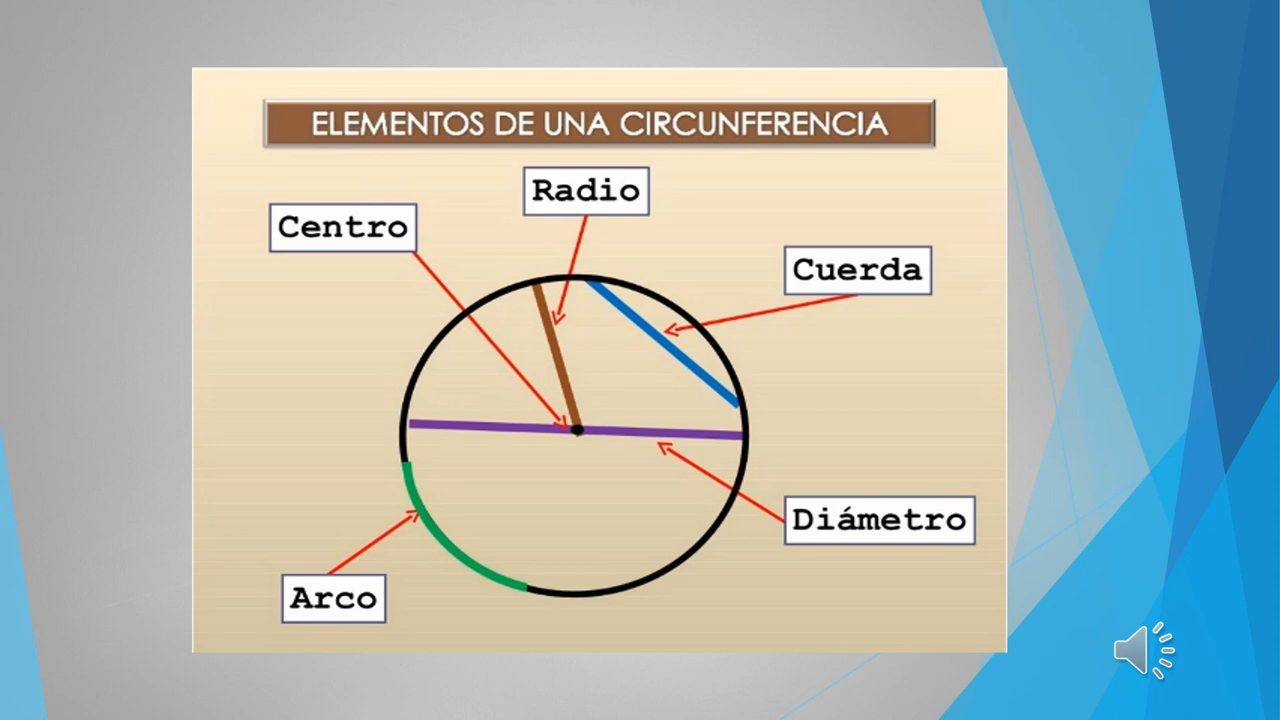 ELEMENTOS DE UNA CIRCUNFERENCIA
Radio
Centro
Cuerda
Diámetro
Arco